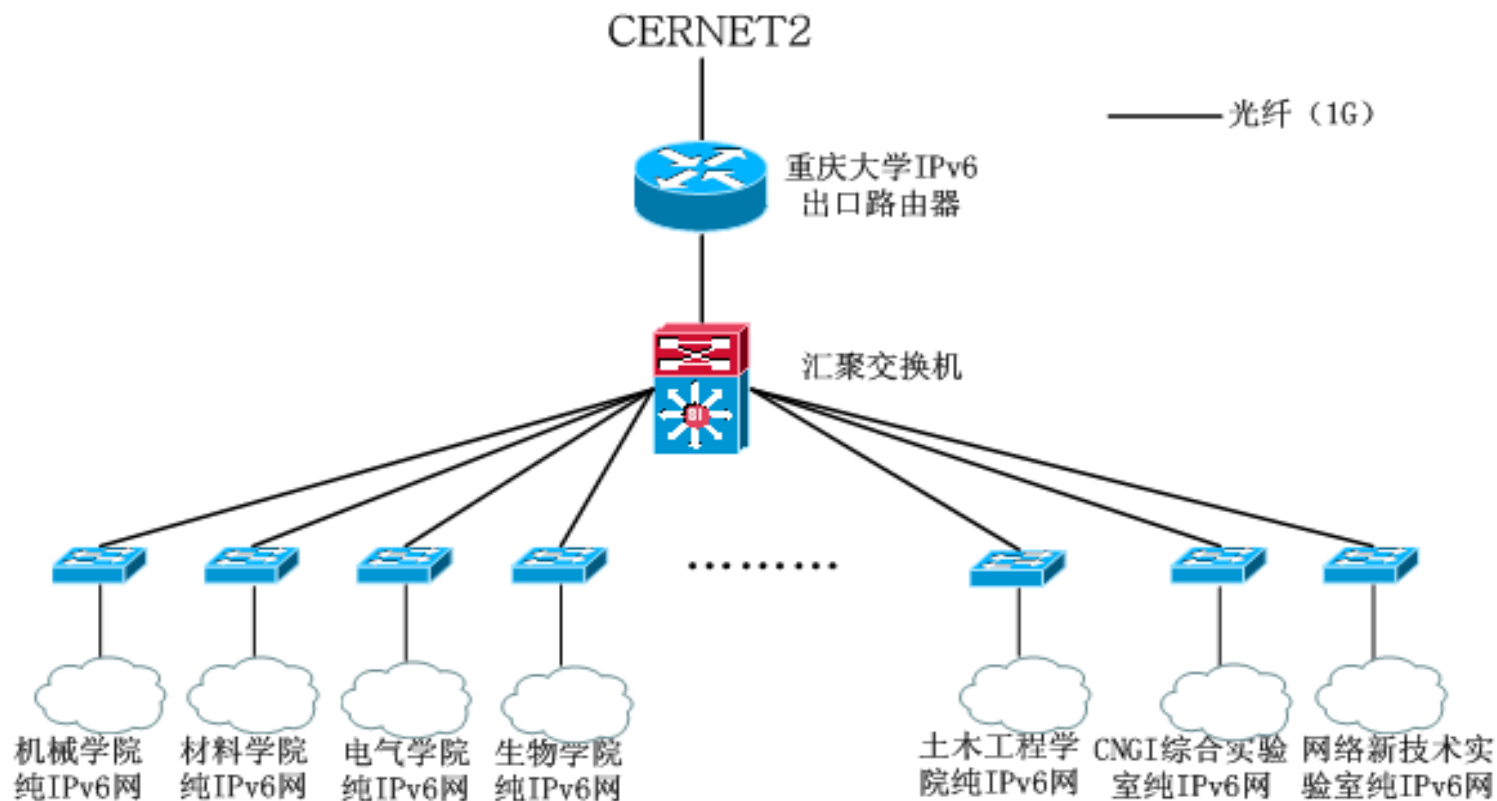 CERNET2
光纤（1G）
重庆大学IPv6
出口路由器
汇聚交换机
SI
机械学院
纯IPv6网
材料学院
纯IPv6网
电气学院
纯IPv6网
生物学院
纯IPv6网
………
土木工程学
院纯IPv6网
CNGI综合实验
室纯IPv6网
网络新技术实
验室纯IPv6网